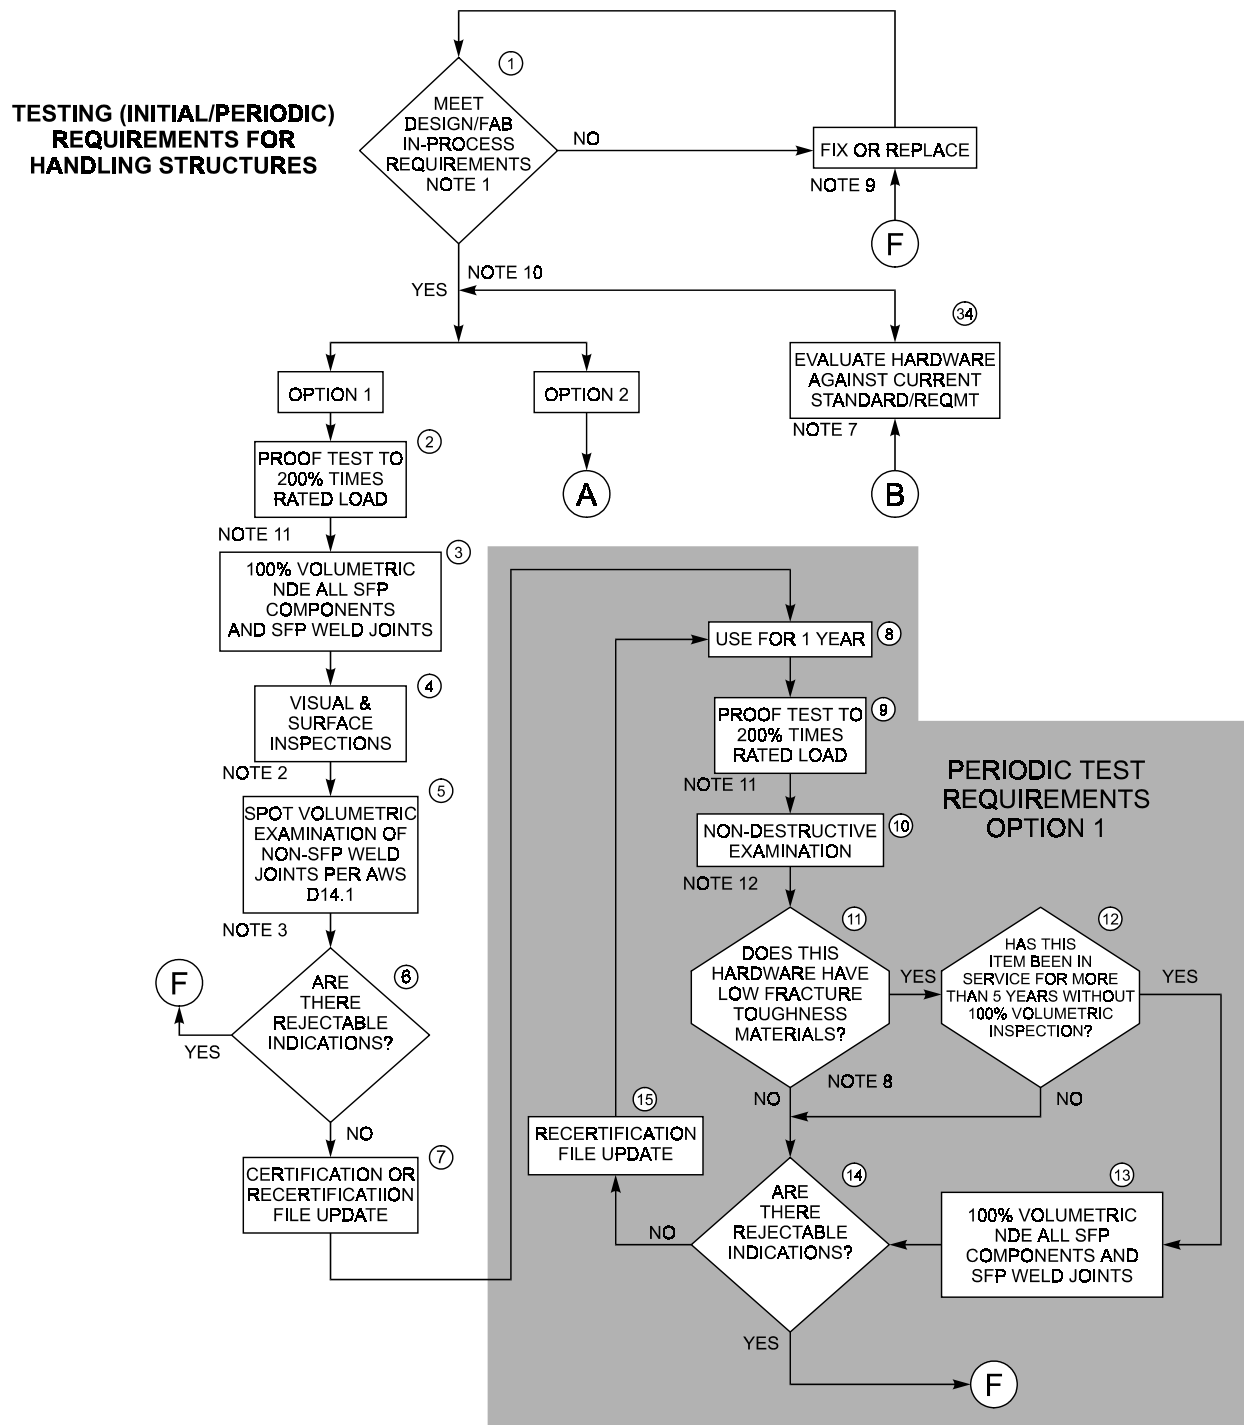 1
TESTING (INITIAL/PERIODIC)
REQUIREMENTS FOR
HANDLING STRUCTURES
MEET
DESIGN/FAB
IN-PROCESS
REQUIREMENTS
NOTE 1
NO
FIX OR REPLACE
NOTE 9
F
NOTE 10
YES
34
EVALUATE HARDWARE
AGAINST CURRENT
STANDARD/REQMT
NOTE 7
B
OPTION 1
OPTION 2
A
2
PROOF TEST TO
200% TIMES
RATED LOAD
NOTE 11
3
100% VOLUMETRIC
NDE ALL SFP
COMPONENTS
AND SFP WELD JOINTS
4
VISUAL &
SURFACE
INSPECTIONS
NOTE 2
5
SPOT VOLUMETRIC
EXAMINATION OF
NON-SFP WELD
JOINTS PER AWS
D14.1
NOTE 3
F
6
ARE
THERE
REJECTABLE
INDICATIONS?
YES
NO
7
CERTIFICATION OR
RECERTIFICATIION
FILE UPDATE
USE FOR 1 YEAR
8
PROOF TEST TO
200% TIMES
RATED LOAD
9
NOTE 11
PERIODIC TEST
REQUIREMENTS
OPTION 1
NON-DESTRUCTIVE
EXAMINATION
10
NOTE 12
11
DOES THIS
HARDWARE HAVE
LOW FRACTURE
TOUGHNESS
MATERIALS?
YES
12
HAS THIS
ITEM BEEN IN
SERVICE FOR MORE
THAN 5 YEARS WITHOUT
100% VOLUMETRIC
INSPECTION?
YES
NOTE 8
NO
NO
15
RECERTIFICATION
FILE UPDATE
14
ARE
THERE
REJECTABLE
INDICATIONS?
NO
13
100% VOLUMETRIC
NDE ALL SFP
COMPONENTS AND
SFP WELD JOINTS
YES
F